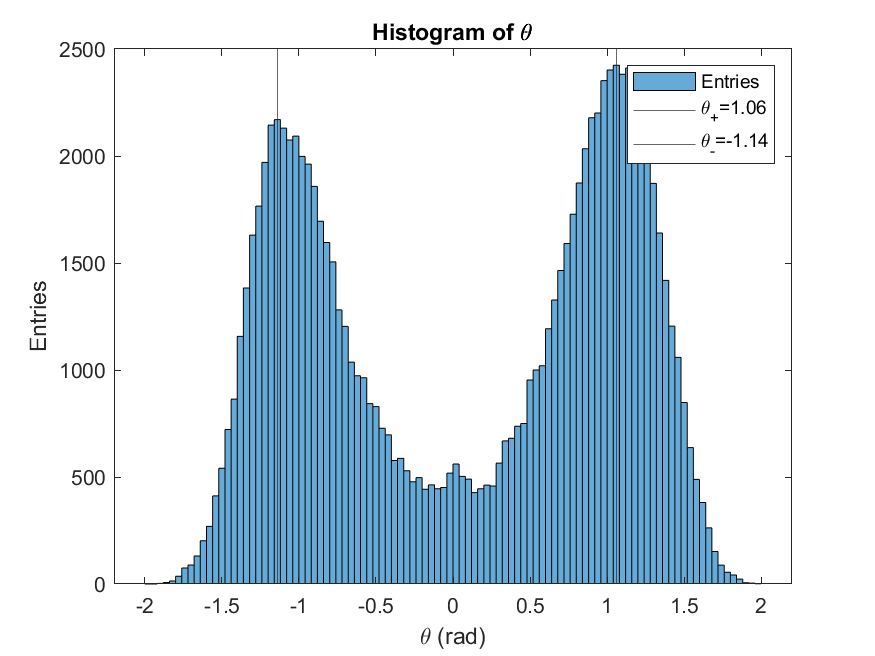 Histogram of θ
2500
2000
1500
1000
500
0
Entries
Entries
θ₊=1.06
θ₋=-1.14
-2 -1.5 -1 -0.5 0 0.5 1 1.5 2
θ (rad)